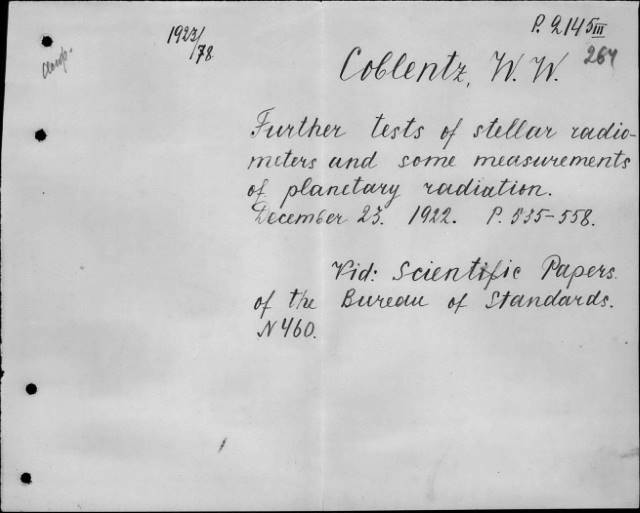 1923/78
P. 2145 III
264
Coblentz, W. W.
Further tests of stellar radio-
meters and some measurements
of planetary radiation.
December 23. 1922. P. 535-558.
Vid: Scientific Papers
of the Bureau of Standards.
N 460.